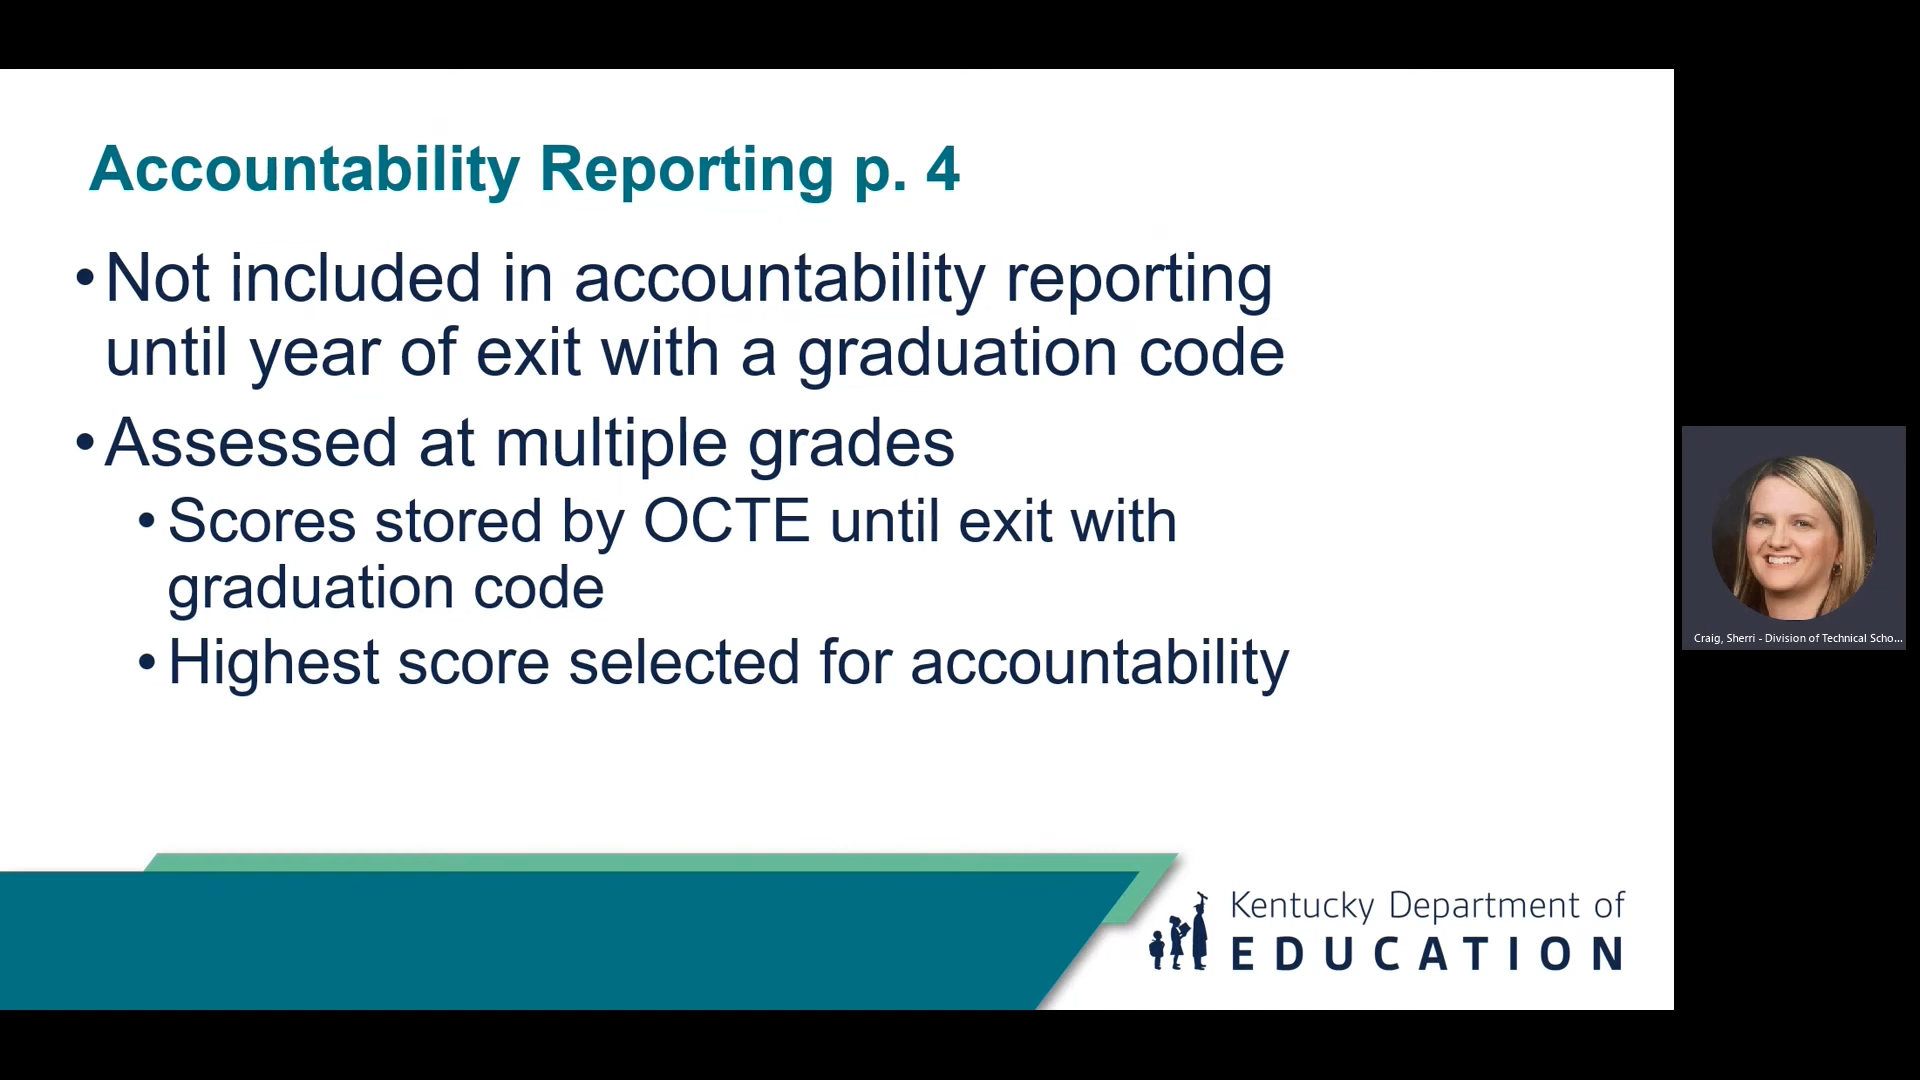 Accountability Reporting p. 4
•Not included in accountability reporting
until year of exit with a graduation code
•Assessed at multiple grades
•Scores stored by OCTE until exit with
graduation code
•Highest score selected for accountability
Kentucky Department of
EDUCATION
Craig, Sherri - Division of Technical Scho...